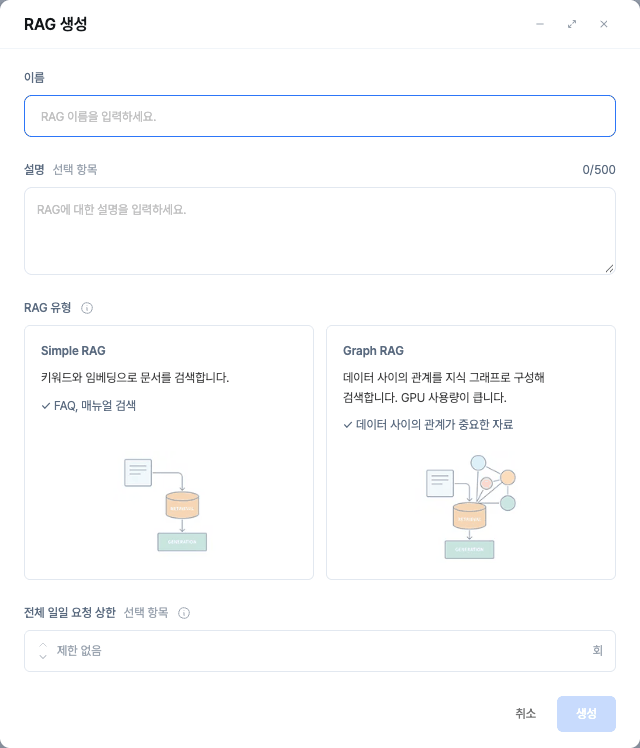 RAG 생성
이름
RAG 이름을 입력하세요.
설명 선택 항목 0/500
RAG에 대한 설명을 입력하세요.
RAG 유형
Simple RAG
키워드와 임베딩으로 문서를 검색합니다.
FAQ, 매뉴얼 검색
RETRIEVAL
GENERATION
Graph RAG
데이터 사이의 관계를 지식 그래프로 구성해
검색합니다. GPU 사용량이 큽니다.
데이터 사이의 관계가 중요한 자료
RETRIEVAL
GENERATION
전체 일일 요청 상한 선택 항목
제한 없음 회
취소 생성